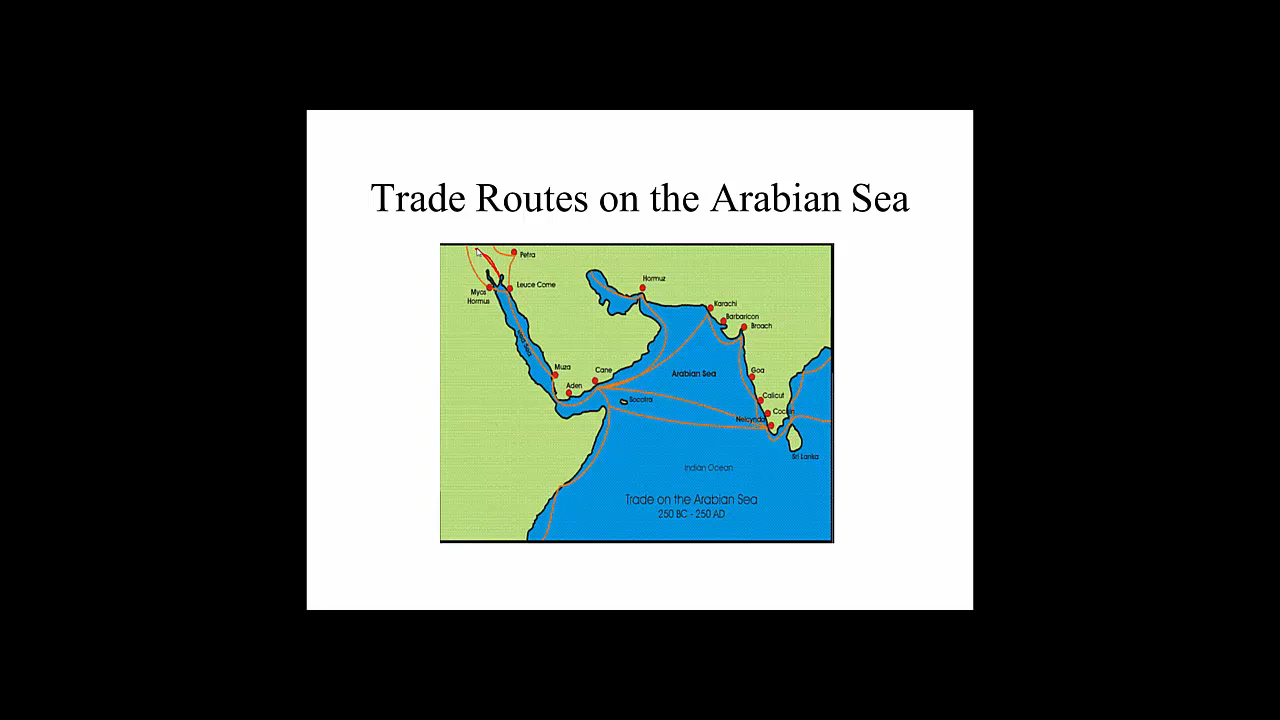 Trade Routes on the Arabian Sea
Petra
Leuce Come
Myos
Hormus
Hormuz
Karachi
Barbaricon
Broach
Red Sea
Muza
Cane
Aden
Arabian Sea
Socotra
Goa
Calicut
Cochin
Nelcynda
Sri Lanka
Indian Ocean
Trade on the Arabian Sea
250 BC - 250 AD